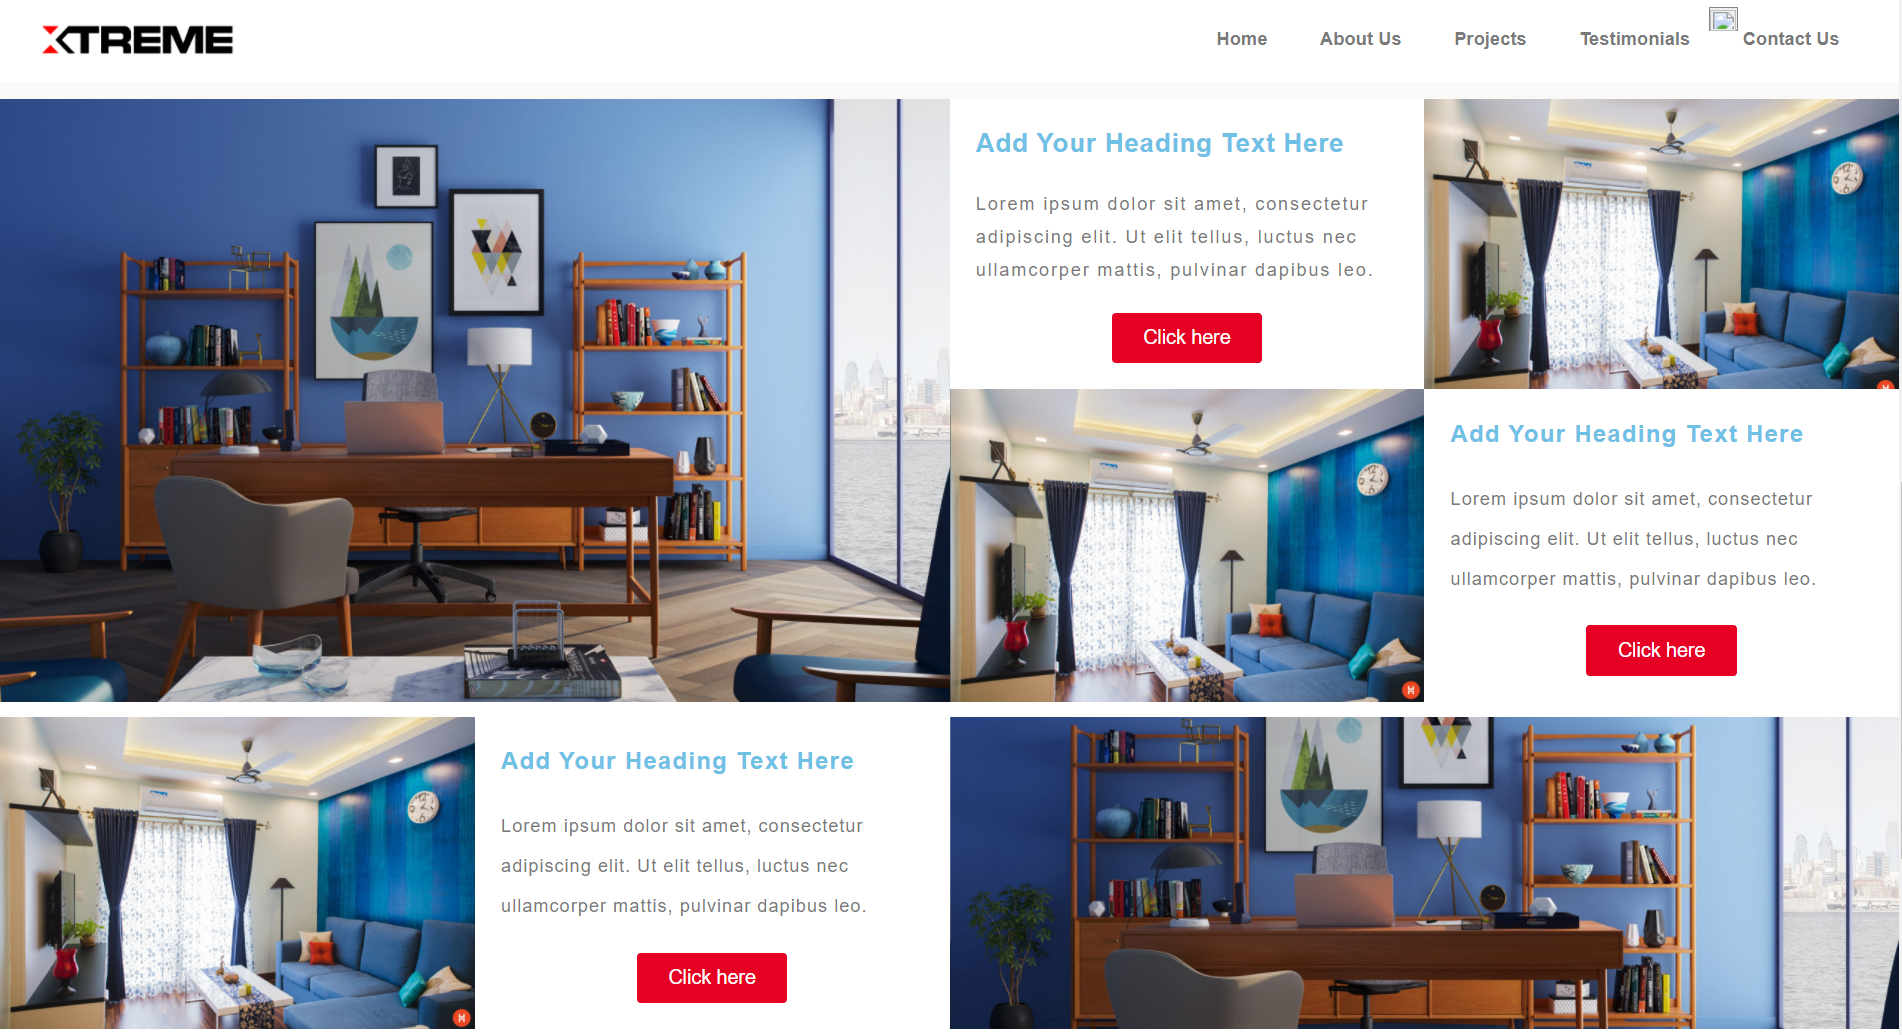 XTREME
Home About Us Projects Testimonials Contact Us
Add Your Heading Text Here
Lorem ipsum dolor sit amet, consectetur
adipiscing elit. Ut elit tellus, luctus nec
ullamcorper mattis, pulvinar dapibus leo.
Click here
Add Your Heading Text Here
Lorem ipsum dolor sit amet, consectetur
adipiscing elit. Ut elit tellus, luctus nec
ullamcorper mattis, pulvinar dapibus leo.
Click here
Add Your Heading Text Here
Lorem ipsum dolor sit amet, consectetur
adipiscing elit. Ut elit tellus, luctus nec
ullamcorper mattis, pulvinar dapibus leo.
Click here